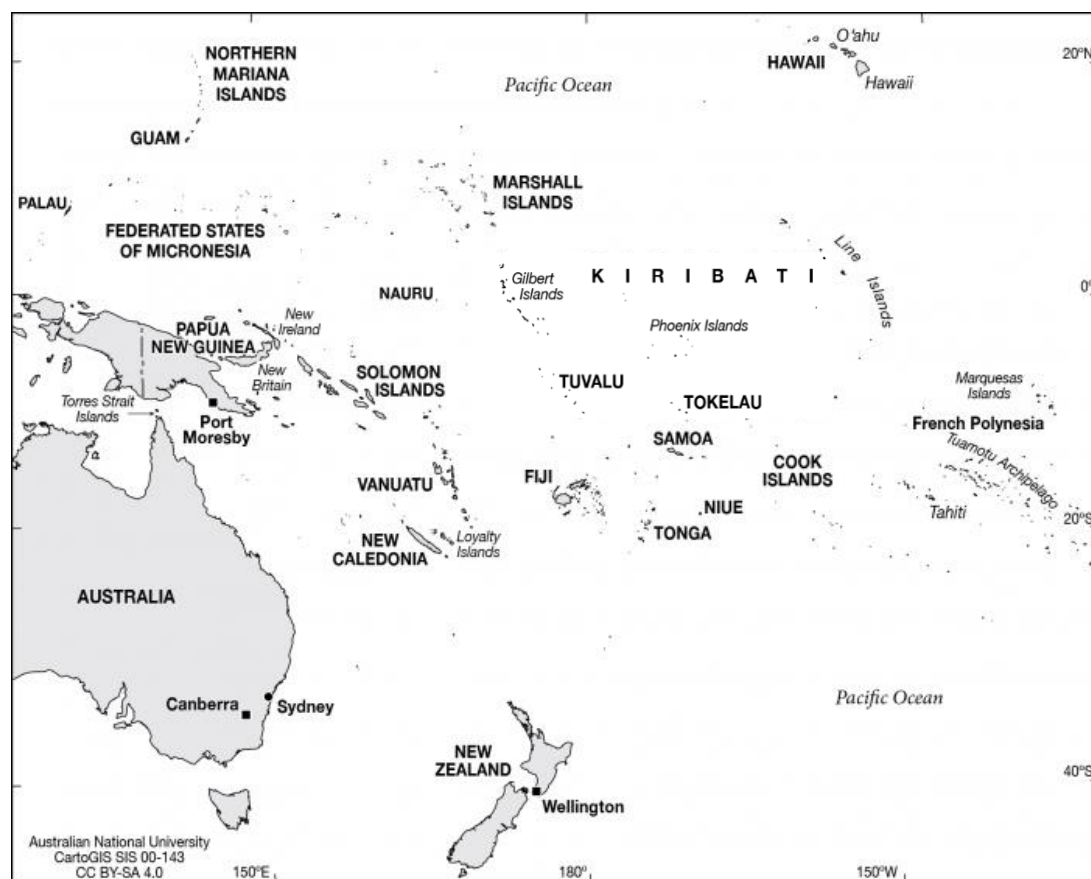 O'ahu
HAWAII
Hawaii
20°N
NORTHERN
MARIANA
ISLANDS
Pacific Ocean
GUAM
PALAU
MARSHALL
ISLANDS
FEDERATED STATES
OF MICRONESIA
Line Islands
Gilbert
Islands
KIRIBATI
NAURU
0°
New
Ireland
PAPUA
NEW GUINEA
Phoenix Islands
New
Britain
SOLOMON
ISLANDS
TUVALU
TOKELAU
Marquesas
Islands
Torres Strait
Islands
Port
Moresby
French Polynesia
SAMOA
COOK
ISLANDS
Tuamotu Archipelago
FIJI
VANUATU
NIUE
Tahiti
20°S
TONGA
NEW
CALEDONIA
Loyalty
Islands
AUSTRALIA
Pacific Ocean
Canberra
Sydney
NEW
ZEALAND
40°S
Wellington
Australian National University
CartoGIS SIS 00-143
CC BY-SA 4.0
150°E
180°
150°W